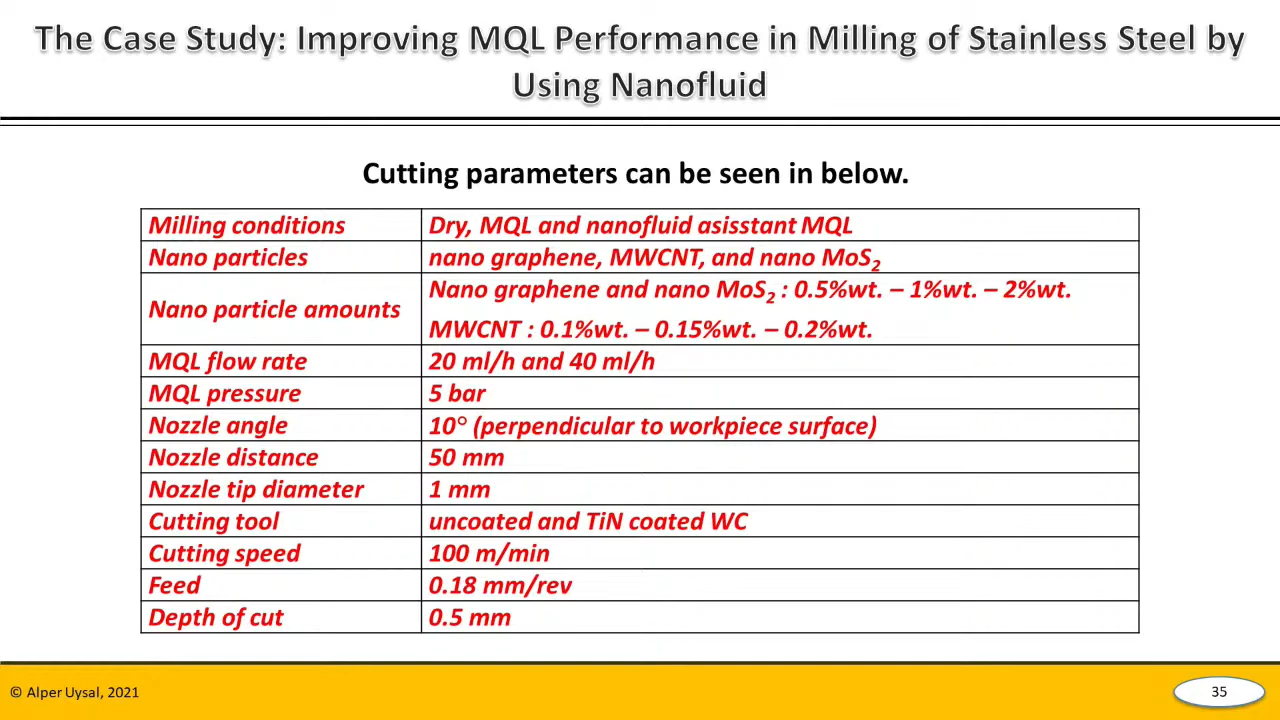 The Case Study: Improving MQL Performance in Milling of Stainless Steel by
Using Nanofluid
Cutting parameters can be seen in below.
Milling conditions Dry, MQL and nanofluid asisstant MQL
Nano particles nano graphene, MWCNT, and nano MoS₂
Nano particle amounts Nano graphene and nano MoS₂ : 0.5%wt. – 1%wt. – 2%wt.
MWCNT : 0.1%wt. – 0.15%wt. – 0.2%wt.
MQL flow rate 20 ml/h and 40 ml/h
MQL pressure 5 bar
Nozzle angle 10° (perpendicular to workpiece surface)
Nozzle distance 50 mm
Nozzle tip diameter 1 mm
Cutting tool uncoated and TiN coated WC
Cutting speed 100 m/min
Feed 0.18 mm/rev
Depth of cut 0.5 mm
© Alper Uysal, 2021
35